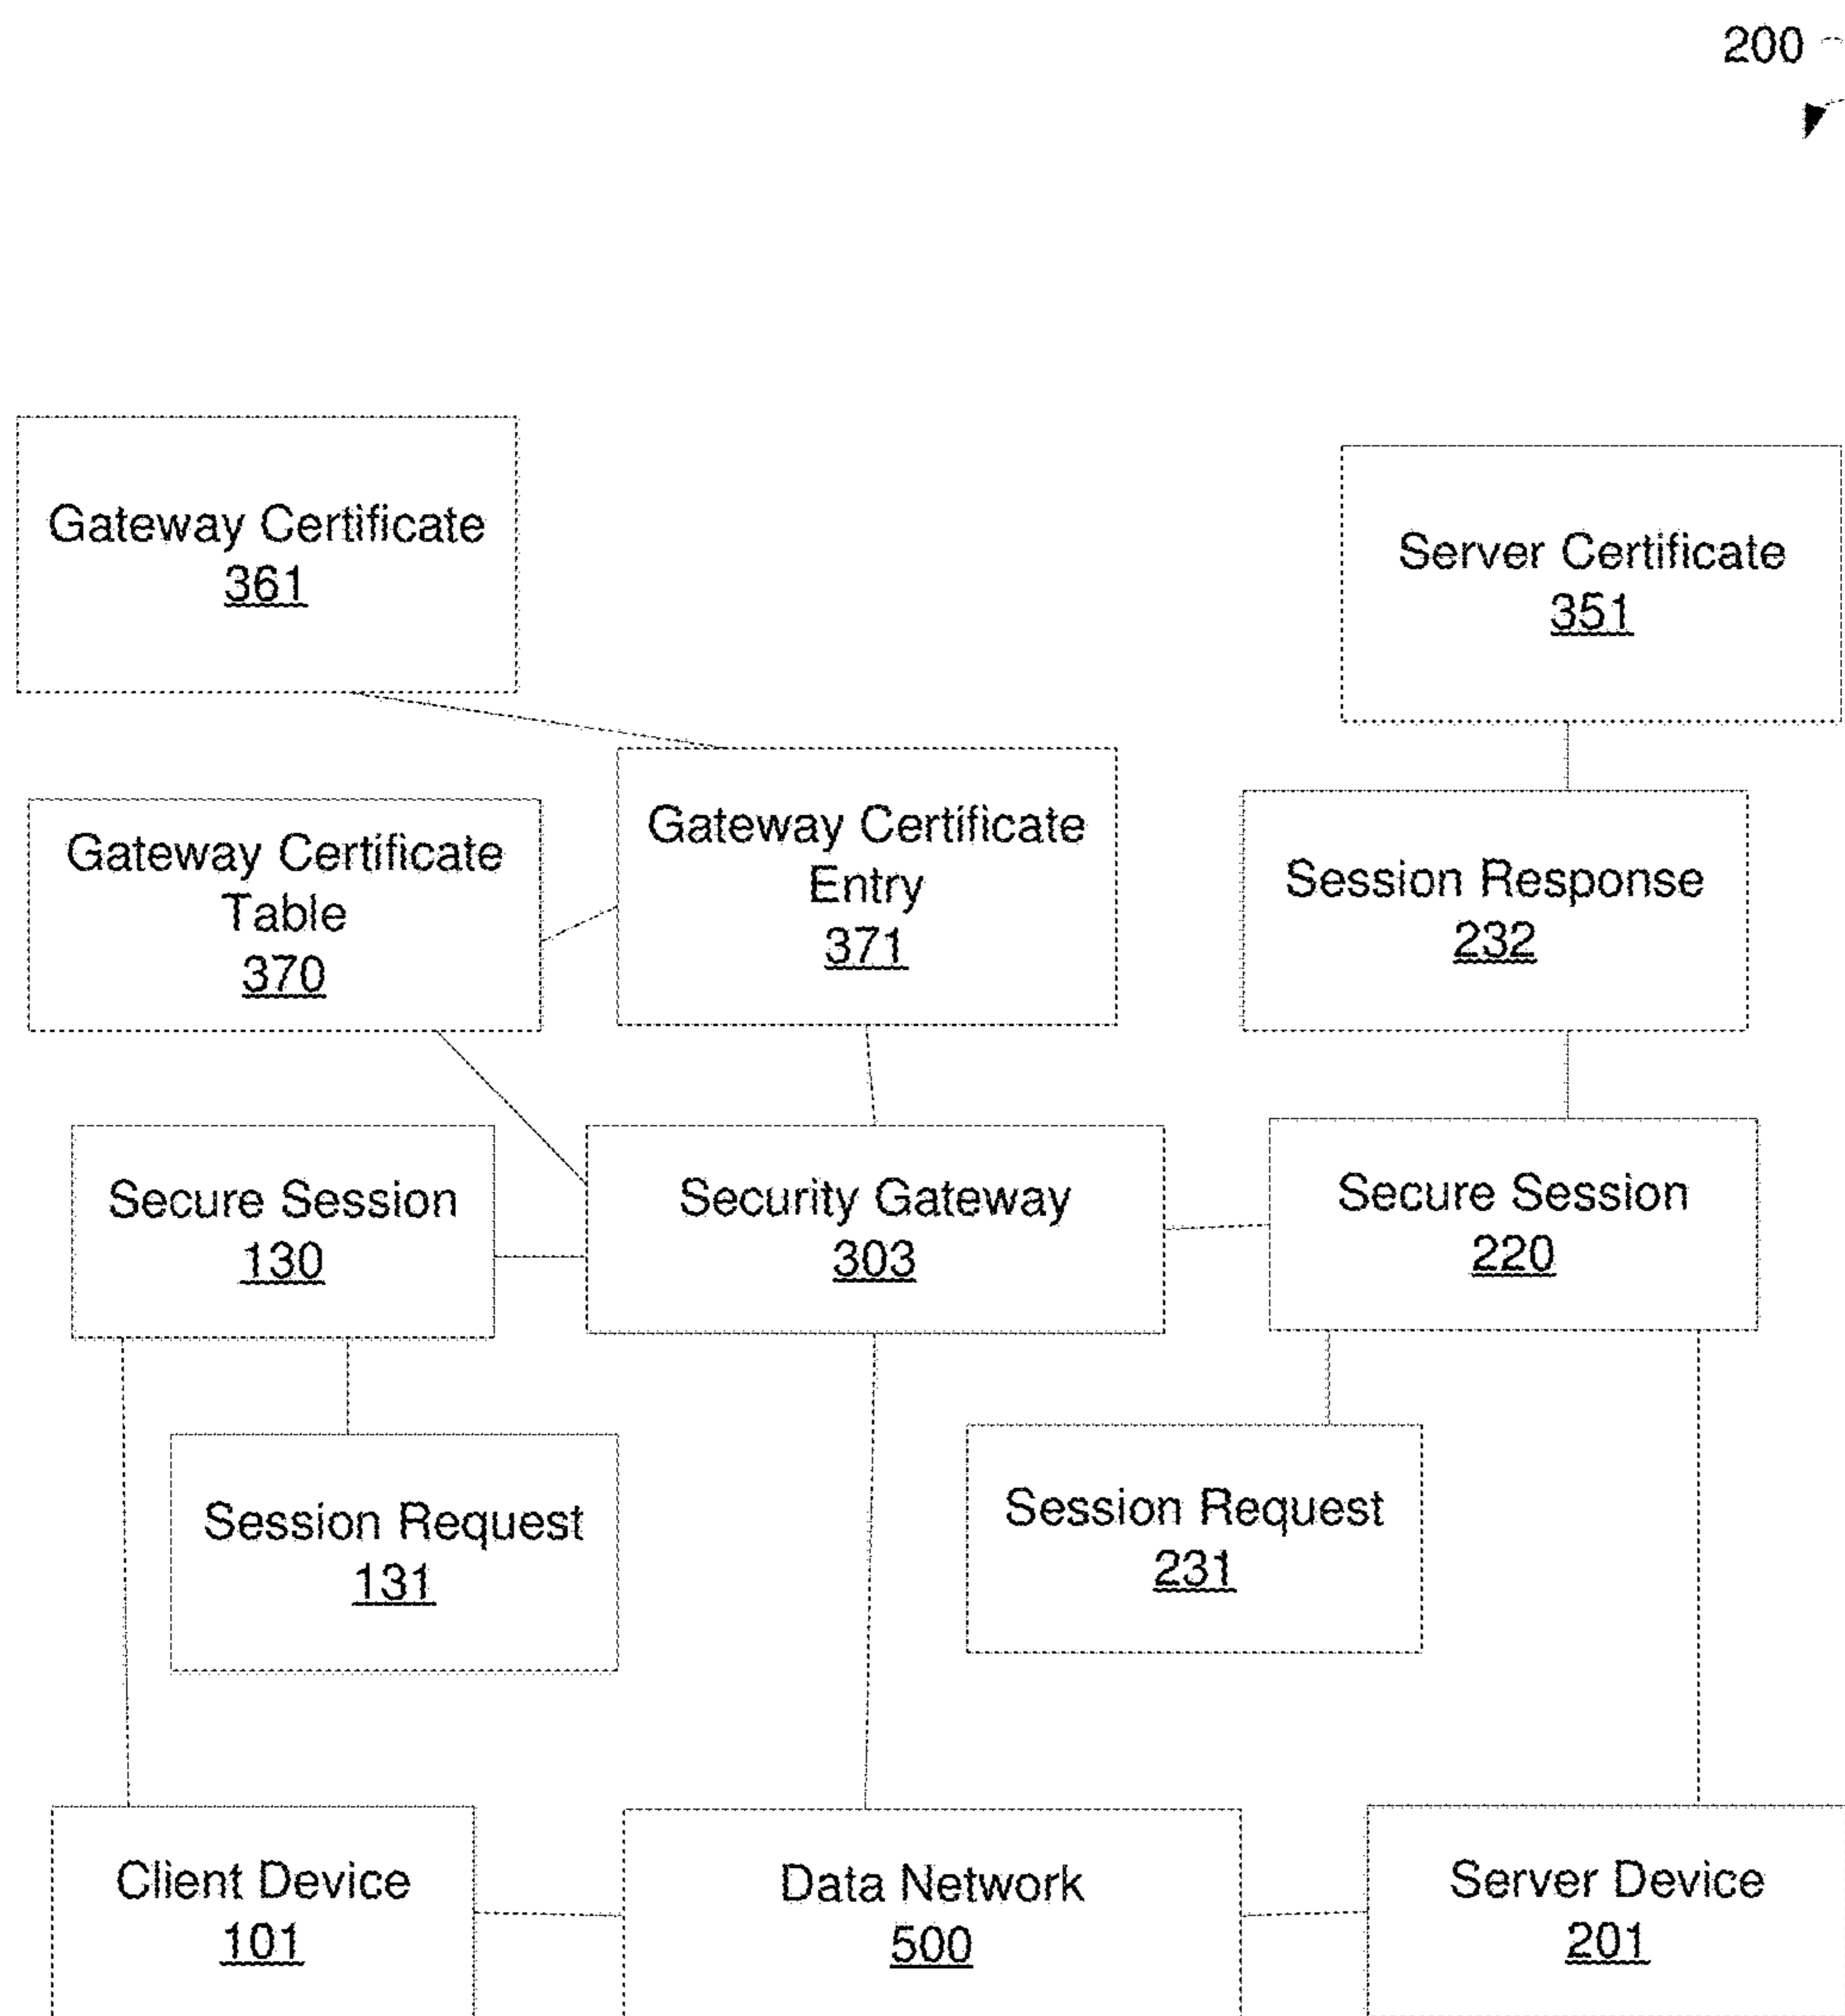 200
Gateway Certificate
361
Server Certificate
351
Gateway Certificate
Table
370
Gateway Certificate
Entry
371
Session Response
232
Secure Session
130
Security Gateway
303
Secure Session
220
Session Request
131
Session Request
231
Client Device
101
Data Network
500
Server Device
201